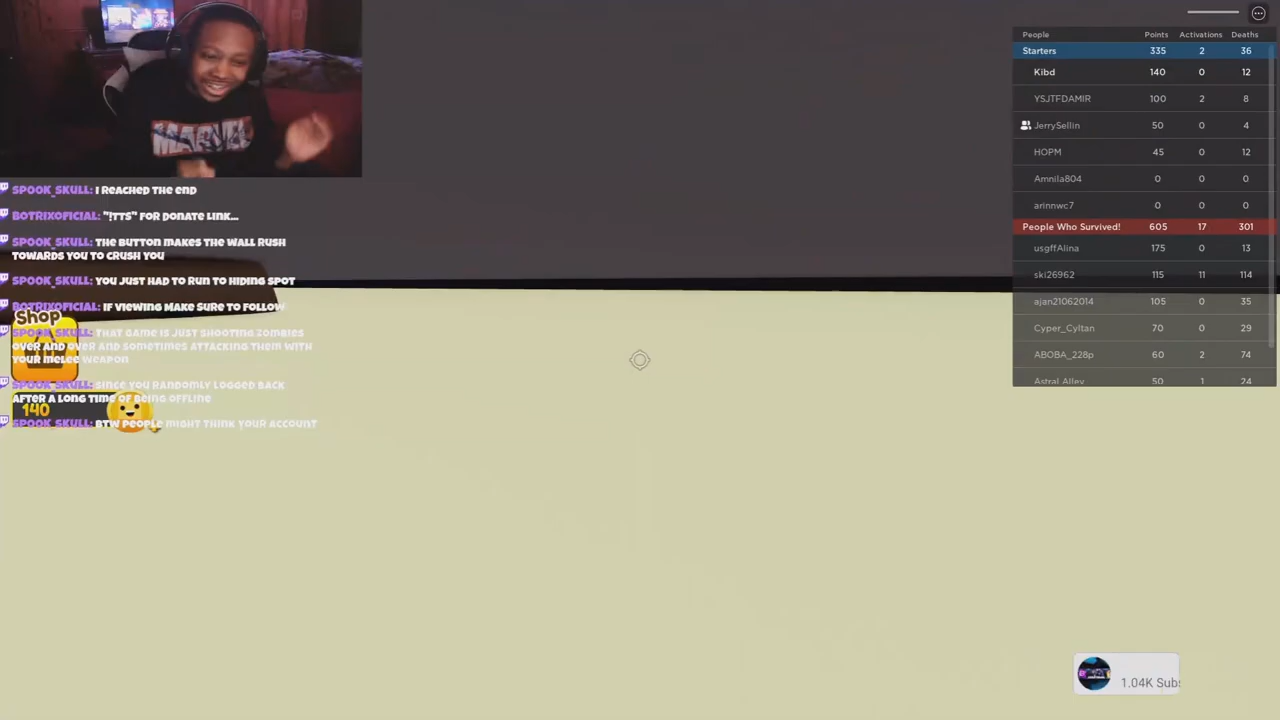 MARVEL
SPOOK_SKULL: I REACHED THE END
BOTRIXOFICIAL: "!TTS" FOR DONATE LINK...
SPOOK_SKULL: THE BUTTON MAKES THE WALL RUSH
TOWARDS YOU TO CRUSH YOU
SPOOK_SKULL: YOU JUST HAD TO RUN TO HIDING SPOT
BOTRIXOFICIAL: IF VIEWING MAKE SURE TO FOLLOW
Shop
SPOOK_SKULL: THAT GAME IS JUST SHOOTING ZOMBIES
OVER AND OVER AND SOMETIMES ATTACKING THEM WITH
YOUR MELEE WEAPON
SPOOK_SKULL: SINCE YOU RANDOMLY LOGGED BACK
AFTER A LONG TIME OF BEING OFFLINE
140
SPOOK_SKULL: BTW PEOPLE MIGHT THINK YOUR ACCOUNT
People Points Activations Deaths
Starters 335 2 36
Kibd 140 0 12
YSJTFDAMIR 100 2 8
JerrySellin 50 0 4
HOPM 45 0 12
Amnila804 0 0 0
arinnwc7 0 0 0
People Who Survived! 605 17 301
usgffAlina 175 0 13
ski26962 115 11 114
ajan21062014 105 0 35
Cyper_Cyltan 70 0 29
ABOBA_228p 60 2 74
Astral_Alley 50 1 24
1.04K Subs